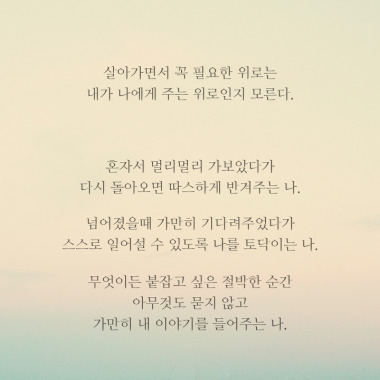 실아가면서 꼭 필요한 위로는
내가 나에게 주는 위로인지 모른다.
혼자서 멀리멀리 가보았다가
다시 돌아오면 따스하게 반겨주는 나.
넘어졌을때 가만히 기다려주었다가
스스로 일어설 수 있도록 나를 토닥이는 나.
무엇이든 붙잡고 싶은 절박한 순간
아무것도 묻지 않고
가만히 내 이야기를 들어주는 나.